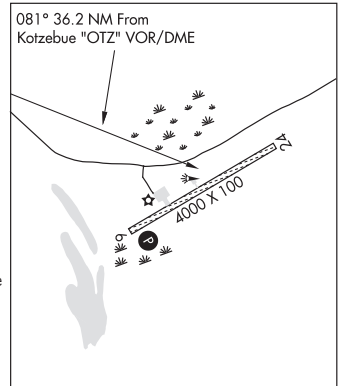 081° 36.2 NM From
Kotzebue "OTZ" VOR/DME
24
4000 X 100
6
P
e